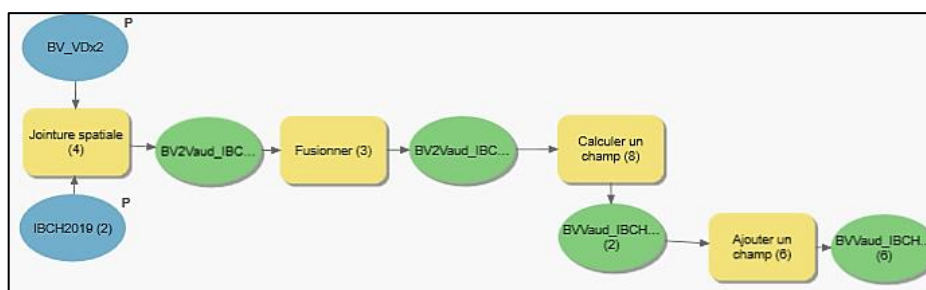 P
BV_VDx2
Jointure spatiale
(4)
BV2Vaud_IBC...
Fusionner (3)
BV2Vaud_IBC...
Calculer un
champ (8)
P
IBCH2019 (2)
BVVaud_IBCH...
(2)
Ajouter un
champ (6)
BVVaud_IBCH...
(6)